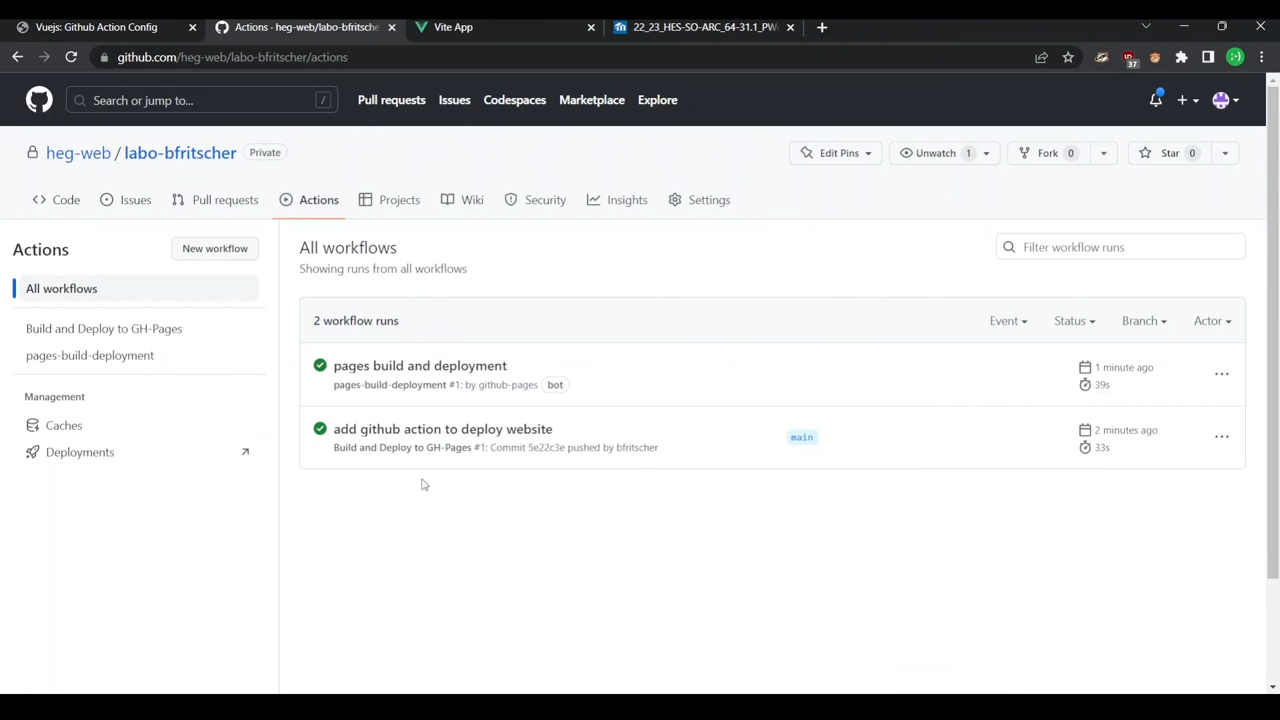 Vuejs: Github Action Config
Actions · heg-web/labo-bfritsche
Vite App
22_23_HES-SO-ARC_64-31.1_PW
github.com/heg-web/labo-bfritscher/actions
37
Search or jump to...
/
Pull requests
Issues
Codespaces
Marketplace
Explore
heg-web / labo-bfritscher
Private
Edit Pins
Unwatch 1
Fork 0
Star 0
Code
Issues
Pull requests
Actions
Projects
Wiki
Security
Insights
Settings
Actions
New workflow
All workflows
Build and Deploy to GH-Pages
pages-build-deployment
Management
Caches
Deployments
All workflows
Showing runs from all workflows
Filter workflow runs
2 workflow runs
Event
Status
Branch
Actor
pages build and deployment
pages-build-deployment #1: by github-pages bot
1 minute ago
39s
add github action to deploy website
Build and Deploy to GH-Pages #1: Commit 5e22c3e pushed by bfritscher
main
2 minutes ago
33s